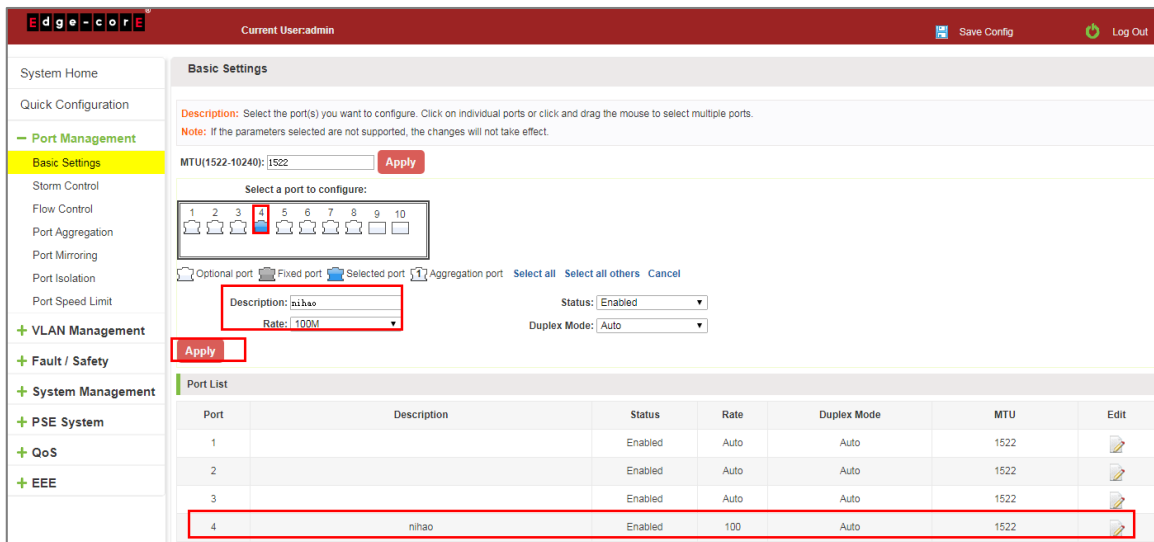 Edge-corE®
Current User:admin
Save Config
Log Out
System Home
Quick Configuration
− Port Management
Basic Settings
Storm Control
Flow Control
Port Aggregation
Port Mirroring
Port Isolation
Port Speed Limit
+ VLAN Management
+ Fault / Safety
+ System Management
+ PSE System
+ QoS
+ EEE
Basic Settings
Description: Select the port(s) you want to configure. Click on individual ports or click and drag the mouse to select multiple ports.
Note: If the parameters selected are not supported, the changes will not take effect.
MTU(1522-10240): 1522 Apply
Select a port to configure:
1 2 3 4 5 6 7 8 9 10
Optional port Fixed port Selected port 1 Aggregation port Select all Select all others Cancel
Description: nihao Status: Enabled
Rate: 100M Duplex Mode: Auto
Apply
Port List
Port Description Status Rate Duplex Mode MTU Edit
1 Enabled Auto Auto 1522
2 Enabled Auto Auto 1522
3 Enabled Auto Auto 1522
4 nihao Enabled 100 Auto 1522